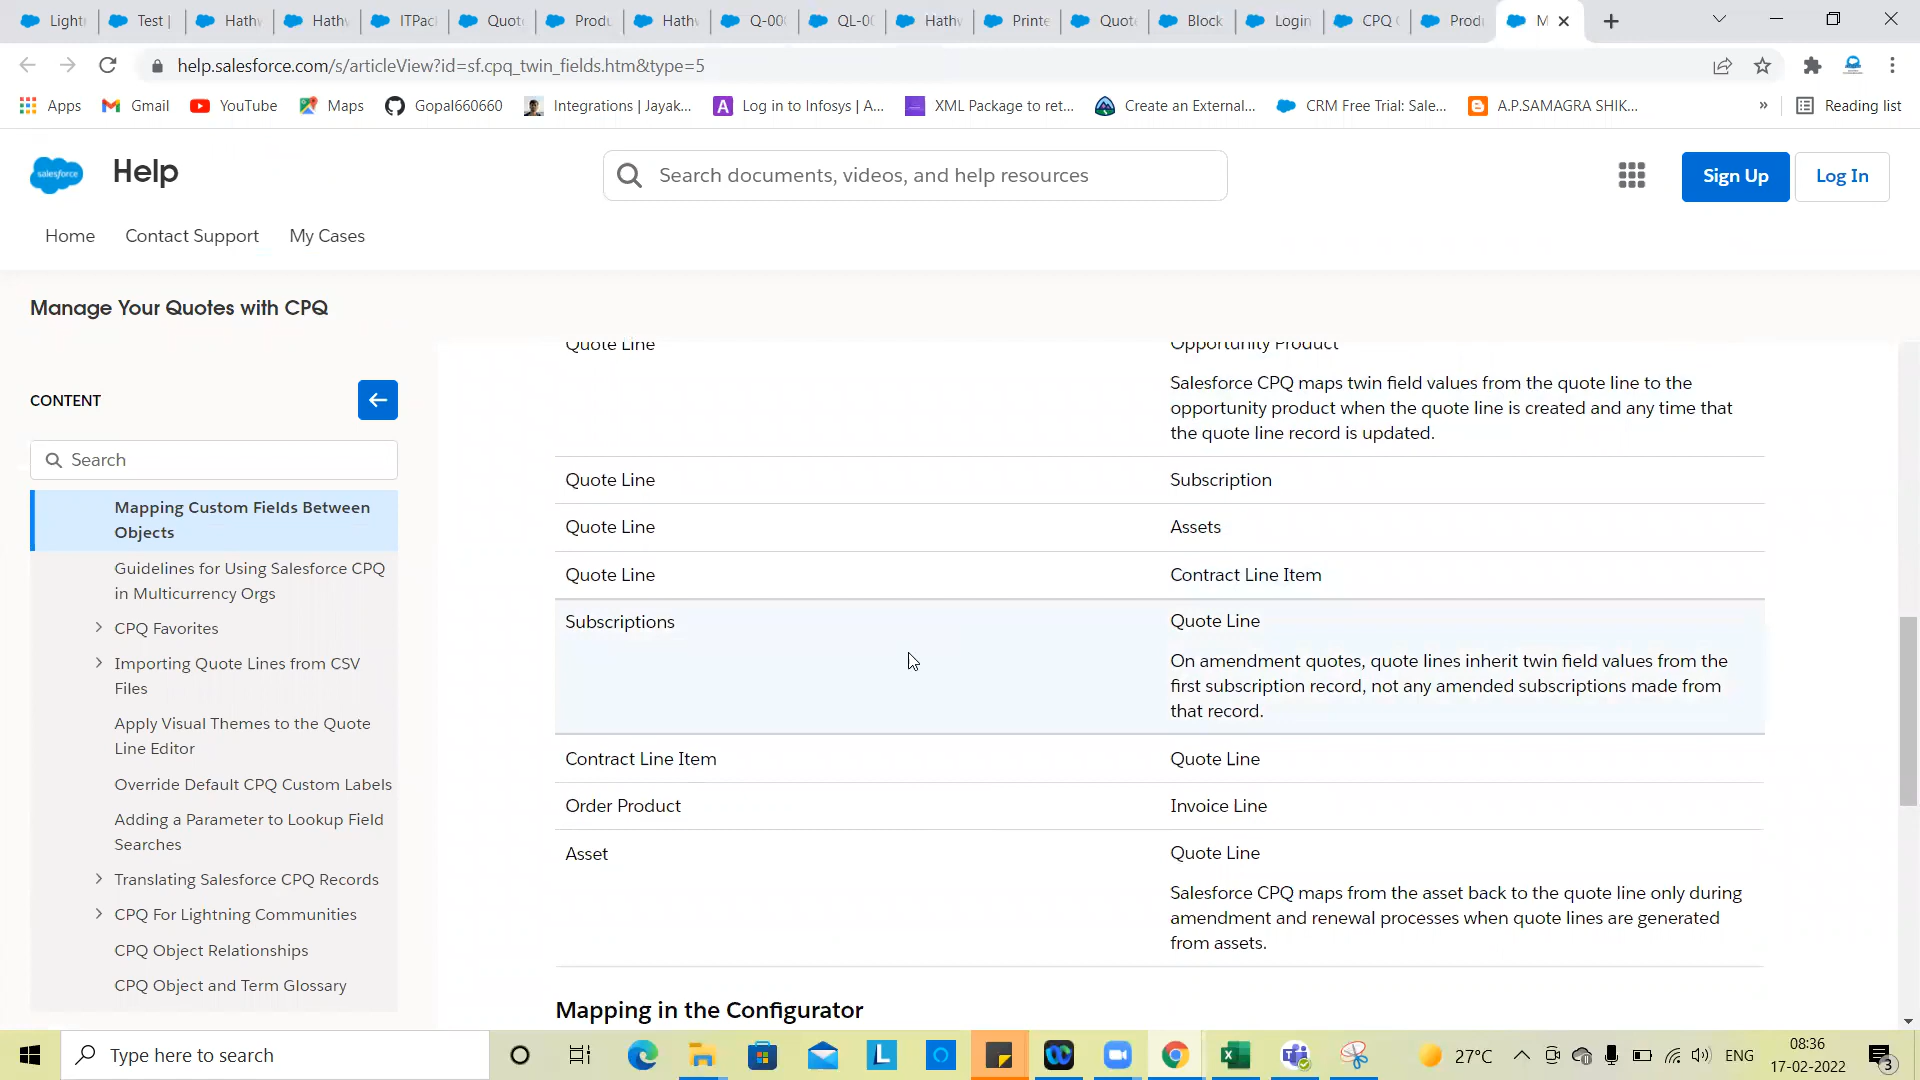 Light
Test |
Hathw
Hathw
ITPac
Quot
Produ
Hathw
Q-00
QL-0
Hathw
Printe
Quot
Block
Login
CPQ
Produ
M
help.salesforce.com/s/articleView?id=sf.cpq_twin_fields.htm&type=5
Apps
Gmail
YouTube
Maps
Gopal660060
Integrations | Jayak...
Log in to Infosys | A...
XML Package to ret...
Create an External...
CRM Free Trial: Sale...
A.P.SAMAGRA SHIK...
»
Reading list
salesforce
Help
Search documents, videos, and help resources
Sign Up
Log In
Home
Contact Support
My Cases
Manage Your Quotes with CPQ
CONTENT
Search
Mapping Custom Fields Between
Objects
Guidelines for Using Salesforce CPQ
in Multicurrency Orgs
CPQ Favorites
Importing Quote Lines from CSV
Files
Apply Visual Themes to the Quote
Line Editor
Override Default CPQ Custom Labels
Adding a Parameter to Lookup Field
Searches
Translating Salesforce CPQ Records
CPQ For Lightning Communities
CPQ Object Relationships
CPQ Object and Term Glossary
Quote Line
Opportunity Product
Salesforce CPQ maps twin field values from the quote line to the
opportunity product when the quote line is created and any time that
the quote line record is updated.
Quote Line
Subscription
Quote Line
Assets
Quote Line
Contract Line Item
Subscriptions
Quote Line
On amendment quotes, quote lines inherit twin field values from the
first subscription record, not any amended subscriptions made from
that record.
Contract Line Item
Quote Line
Order Product
Invoice Line
Asset
Quote Line
Salesforce CPQ maps from the asset back to the quote line only during
amendment and renewal processes when quote lines are generated
from assets.
Mapping in the Configurator
Type here to search
27°C
ENG
08:36
17-02-2022
3